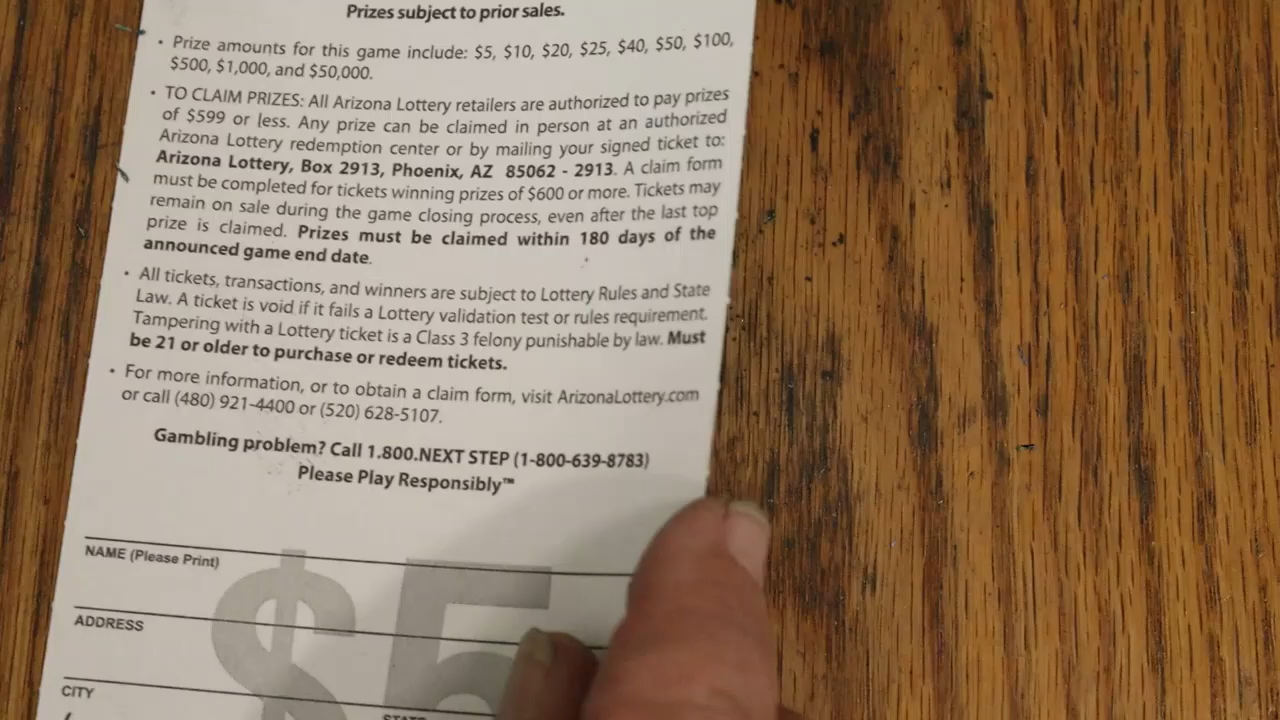 Prizes subject to prior sales.
• Prize amounts for this game include: $5, $10, $20, $25, $40, $50, $100,
$500, $1,000, and $50,000.
• TO CLAIM PRIZES: All Arizona Lottery retailers are authorized to pay prizes
of $599 or less. Any prize can be claimed in person at an authorized
Arizona Lottery redemption center or by mailing your signed ticket to:
Arizona Lottery, Box 2913, Phoenix, AZ 85062 - 2913. A claim form
must be completed for tickets winning prizes of $600 or more. Tickets may
remain on sale during the game closing process, even after the last top
prize is claimed. Prizes must be claimed within 180 days of the
announced game end date.
• All tickets, transactions, and winners are subject to Lottery Rules and State
Law. A ticket is void if it fails a Lottery validation test or rules requirement.
Tampering with a Lottery ticket is a Class 3 felony punishable by law. Must
be 21 or older to purchase or redeem tickets.
• For more information, or to obtain a claim form, visit ArizonaLottery.com
or call (480) 921-4400 or (520) 628-5107.
Gambling problem? Call 1.800.NEXT STEP (1-800-639-8783)
Please Play Responsibly™
NAME (Please Print)
$5
ADDRESS
CITY
STATE